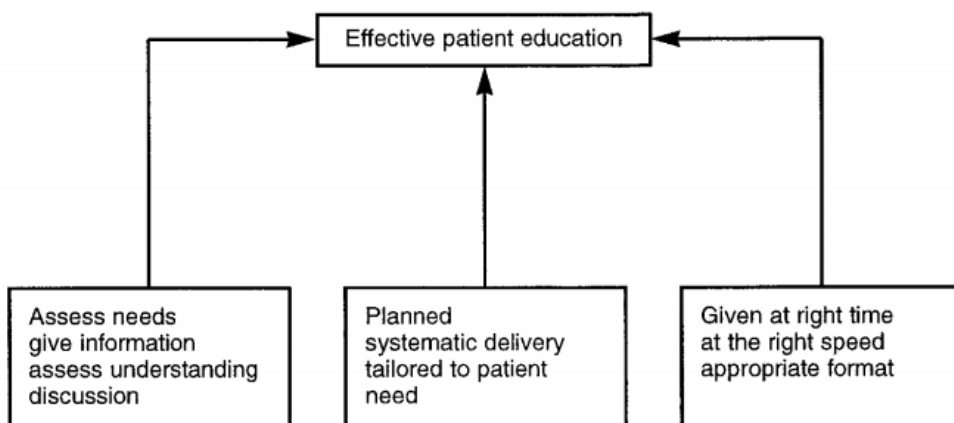 Effective patient education
Assess needs
give information
assess understanding
discussion
Planned
systematic delivery
tailored to patient
need
Given at right time
at the right speed
appropriate format